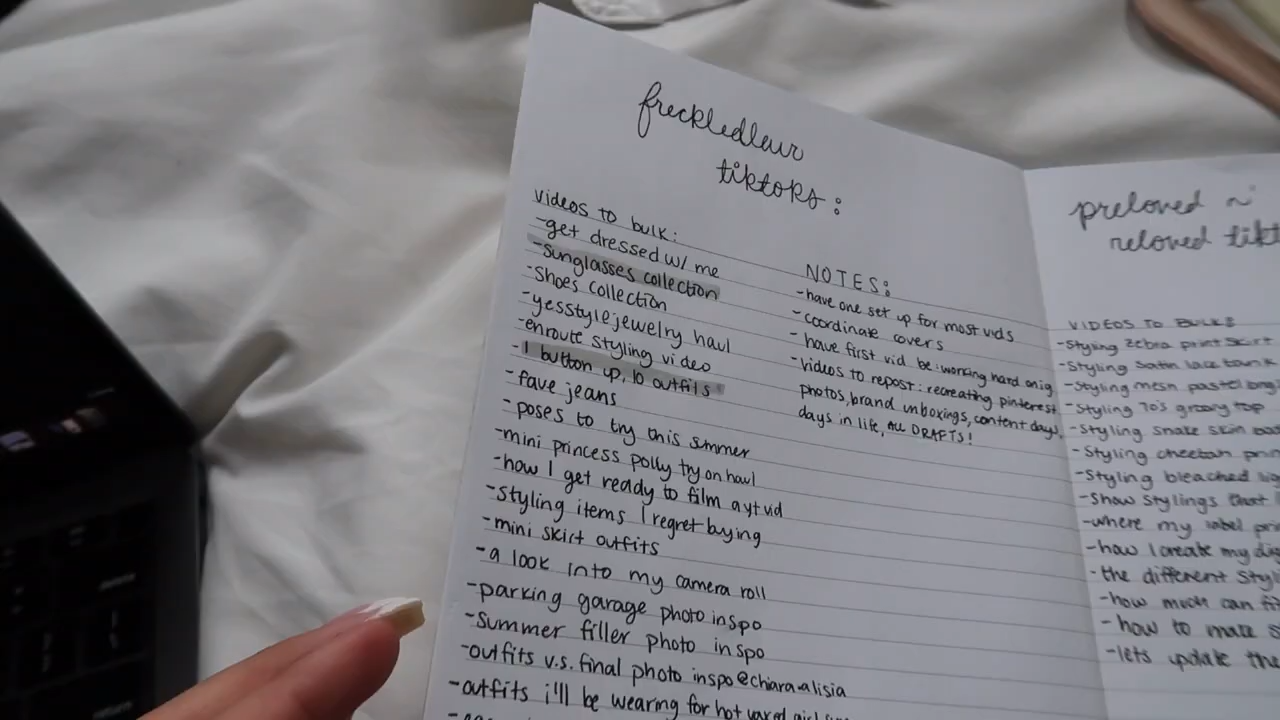 freckledleur
tiktoks:
videos to bulk:
-get dressed w/ me
-sunglasses collection
-shoes collection
-yesstyle jewelry haul
-enroute styling video
-1 button up, 10 outfits
-fave jeans
-poses to try this summer
-mini princess polly try on haul
-how I get ready to film a yt vid
-styling items I regret buying
-mini skirt outfits
-a look into my camera roll
-parking garage photo inspo
-summer filler photo inspo
-outfits v.s. final photo inspo @chiara-alisia
-outfits i'll be wearing for hot
NOTES:
-have one set up for most vids
-coordinate covers
-have first vid be: working hard on ig
-videos to repost: recreating pinterest
photos, brand unboxings, content days,
days in life, ALL DRAFTS!
preloved n'
reloved
VIDEOS TO BULK:
-Styling zebra print skirt
-Styling satin lace
-Styling mesh pastel
-Styling 70's groovy top
-Styling snake skin
-Styling cheetah
-Styling bleached
-Show stylings that
-where my label
-how I create my
-the different
-how much can
-how to make
-lets update